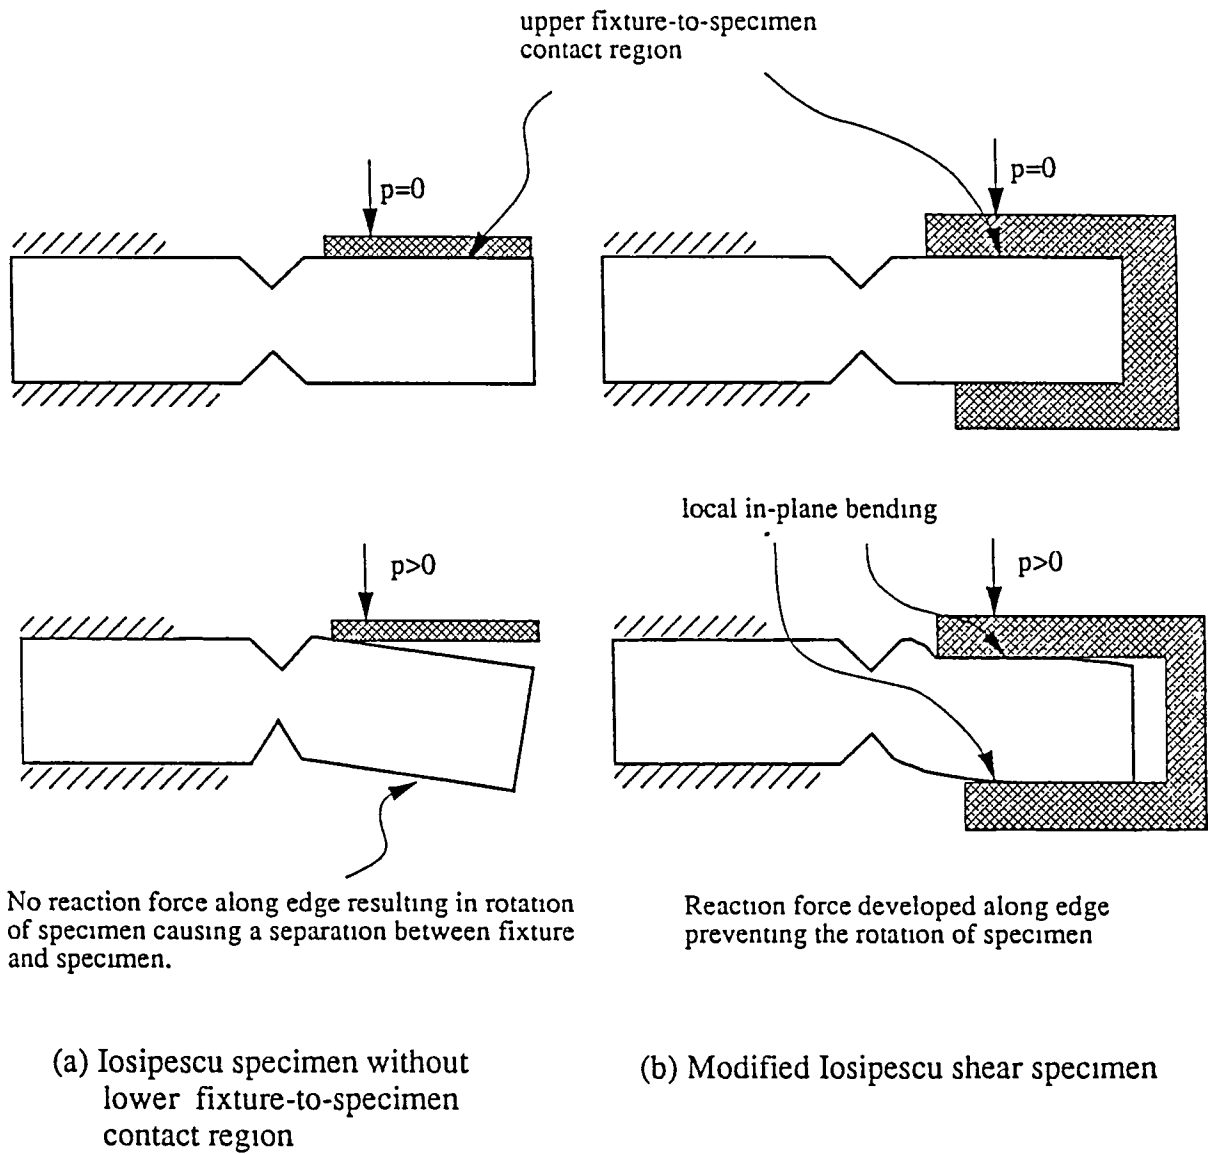 upper fixture-to-specimen
contact region
p=0
p=0
local in-plane bending
p>0
p>0
No reaction force along edge resulting in rotation
of specimen causing a separation between fixture
and specimen.
Reaction force developed along edge
preventing the rotation of specimen
(a) Iosipescu specimen without
lower fixture-to-specimen
contact region
(b) Modified Iosipescu shear specimen